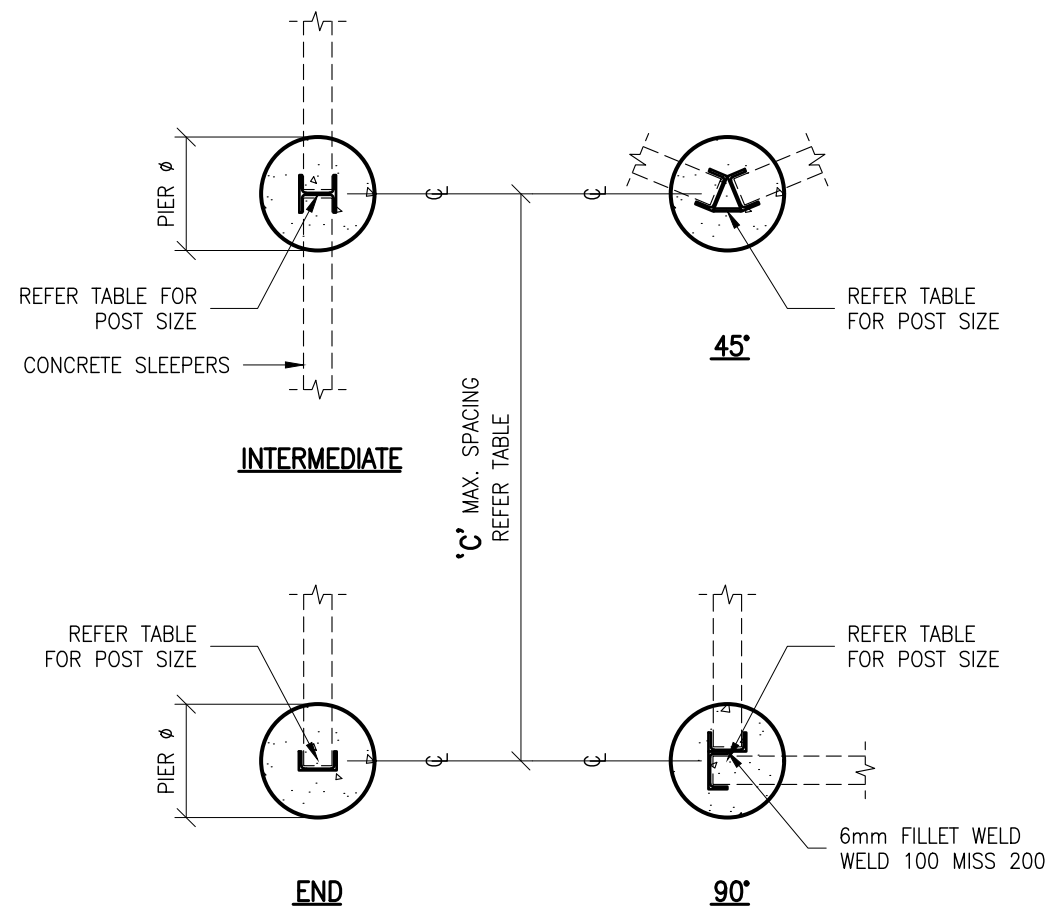 PIER ø
REFER TABLE FOR
POST SIZE
CONCRETE SLEEPERS
INTERMEDIATE
℄
℄
REFER TABLE
FOR POST SIZE
45°
'C' MAX. SPACING
REFER TABLE
REFER TABLE
FOR POST SIZE
PIER ø
END
℄
℄
REFER TABLE
FOR POST SIZE
6mm FILLET WELD
WELD 100 MISS 200
90°